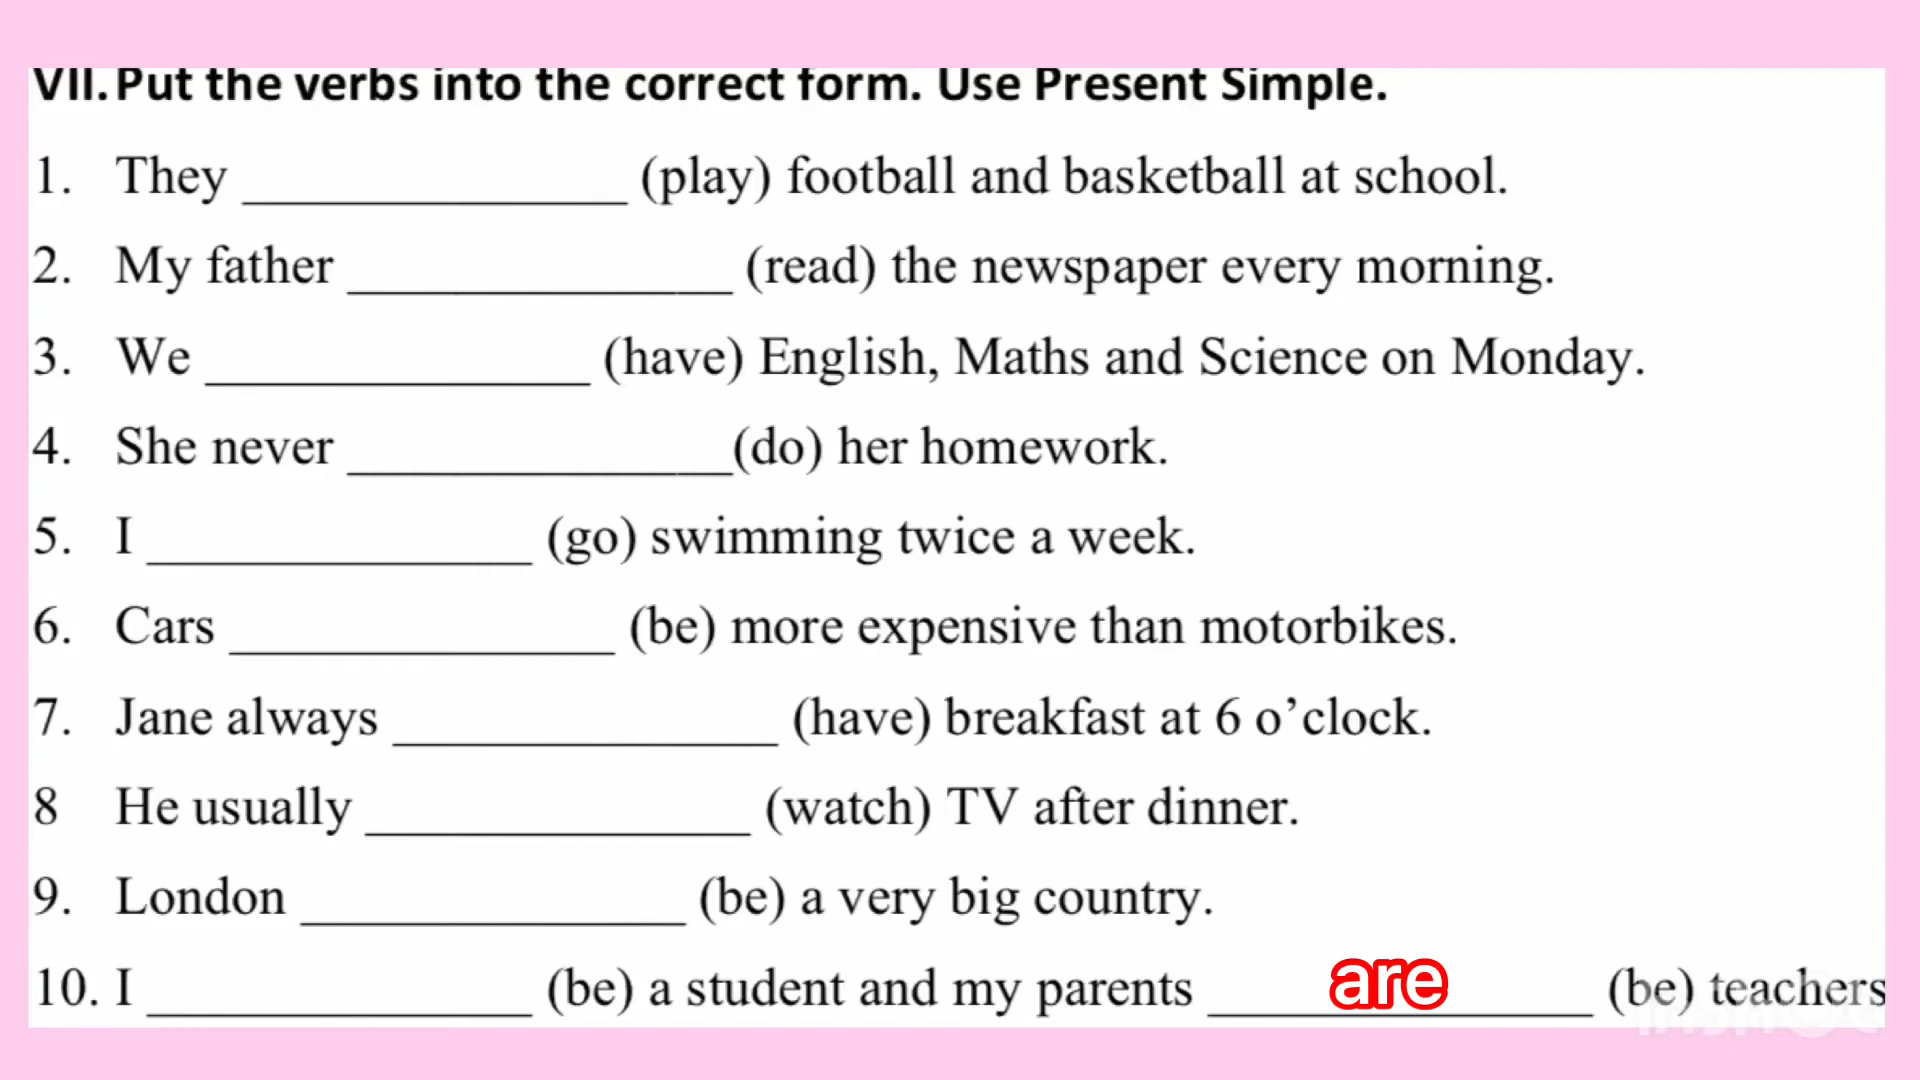 VII. Put the verbs into the correct form. Use Present Simple.
1. They ______________ (play) football and basketball at school.
2. My father ______________ (read) the newspaper every morning.
3. We ______________ (have) English, Maths and Science on Monday.
4. She never ______________(do) her homework.
5. I ______________ (go) swimming twice a week.
6. Cars ______________ (be) more expensive than motorbikes.
7. Jane always ______________ (have) breakfast at 6 o’clock.
8 He usually ______________ (watch) TV after dinner.
9. London ______________ (be) a very big country.
10. I ______________ (be) a student and my parents ____are____ (be) teachers